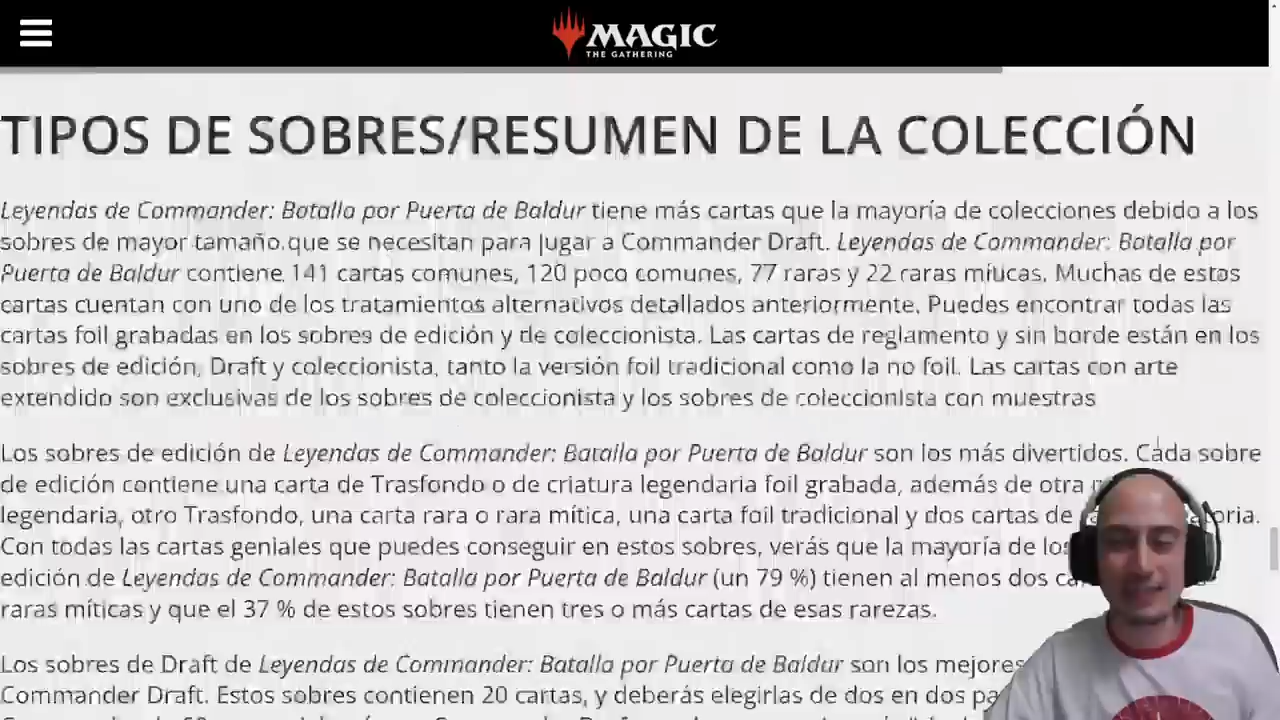 MAGIC
THE GATHERING
TIPOS DE SOBRES/RESUMEN DE LA COLECCIÓN
Leyendas de Commander: Batalla por Puerta de Baldur tiene más cartas que la mayoría de colecciones debido a los
sobres de mayor tamaño que se necesitan para jugar a Commander Draft. Leyendas de Commander: Batalla por
Puerta de Baldur contiene 141 cartas comunes, 120 poco comunes, 77 raras y 22 raras míticas. Muchas de estas
cartas cuentan con uno de los tratamientos alternativos detallados anteriormente. Puedes encontrar todas las
cartas foil grabadas en los sobres de edición y de coleccionista. Las cartas de reglamento y sin borde están en los
sobres de edición, Draft y coleccionista, tanto la versión foil tradicional como la no foil. Las cartas con arte
extendido son exclusivas de los sobres de coleccionista y los sobres de coleccionista con muestras
Los sobres de edición de Leyendas de Commander: Batalla por Puerta de Baldur son los más divertidos. Cada sobre
de edición contiene una carta de Trasfondo o de criatura legendaria foil grabada, además de otra
legendaria, otro Trasfondo, una carta rara o rara mítica, una carta foil tradicional y dos cartas de
Con todas las cartas geniales que puedes conseguir en estos sobres, verás que la mayoría de los
edición de Leyendas de Commander: Batalla por Puerta de Baldur (un 79 %) tienen al menos dos
raras míticas y que el 37 % de estos sobres tienen tres o más cartas de esas rarezas.
Los sobres de Draft de Leyendas de Commander: Batalla por Puerta de Baldur son los mejores
Commander Draft. Estos sobres contienen 20 cartas, y deberás elegirlas de dos en dos